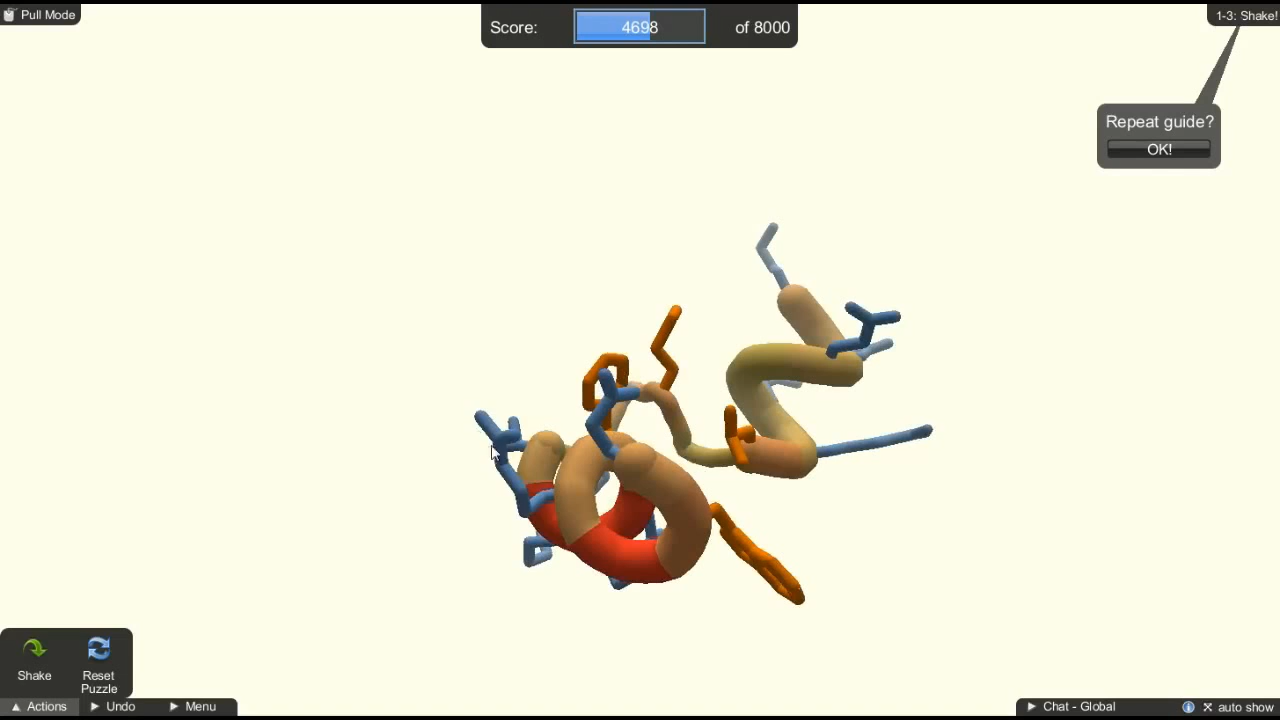 Pull Mode
Score: 4698 of 8000
1-3: Shake!
Repeat guide?
OK!
Shake
Reset
Puzzle
Actions
Undo
Menu
Chat - Global
auto show